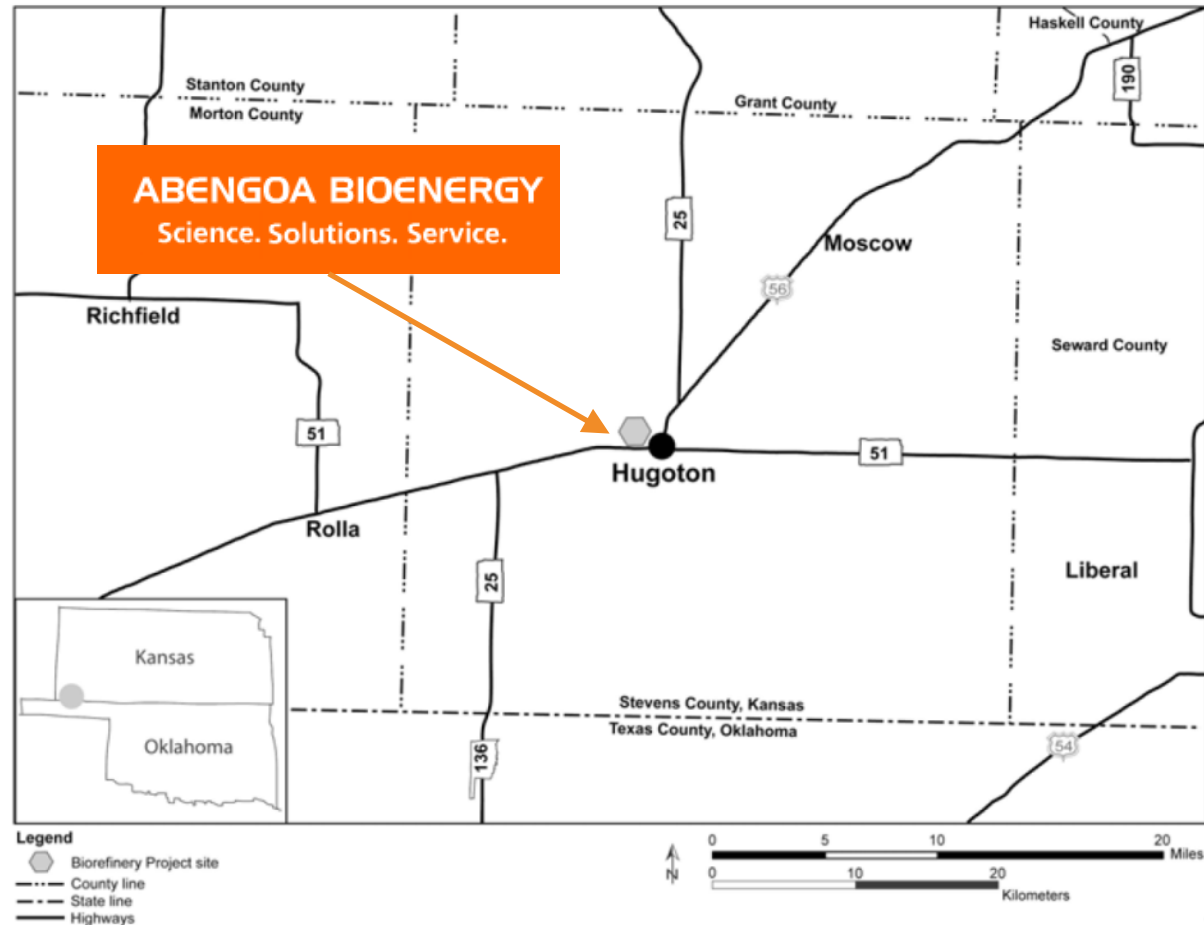 Haskell County
190
Stanton County
Morton County
Grant County
ABENGOA BIOENERGY
Science. Solutions. Service.
25
Moscow
56
Richfield
Seward County
51
51
Hugoton
Rolla
25
Liberal
Kansas
Oklahoma
Stevens County, Kansas
Texas County, Oklahoma
136
54
Legend
Biorefinery Project site
County line
State line
Highways
N
0 5 10 20
Miles
0 10 20
Kilometers